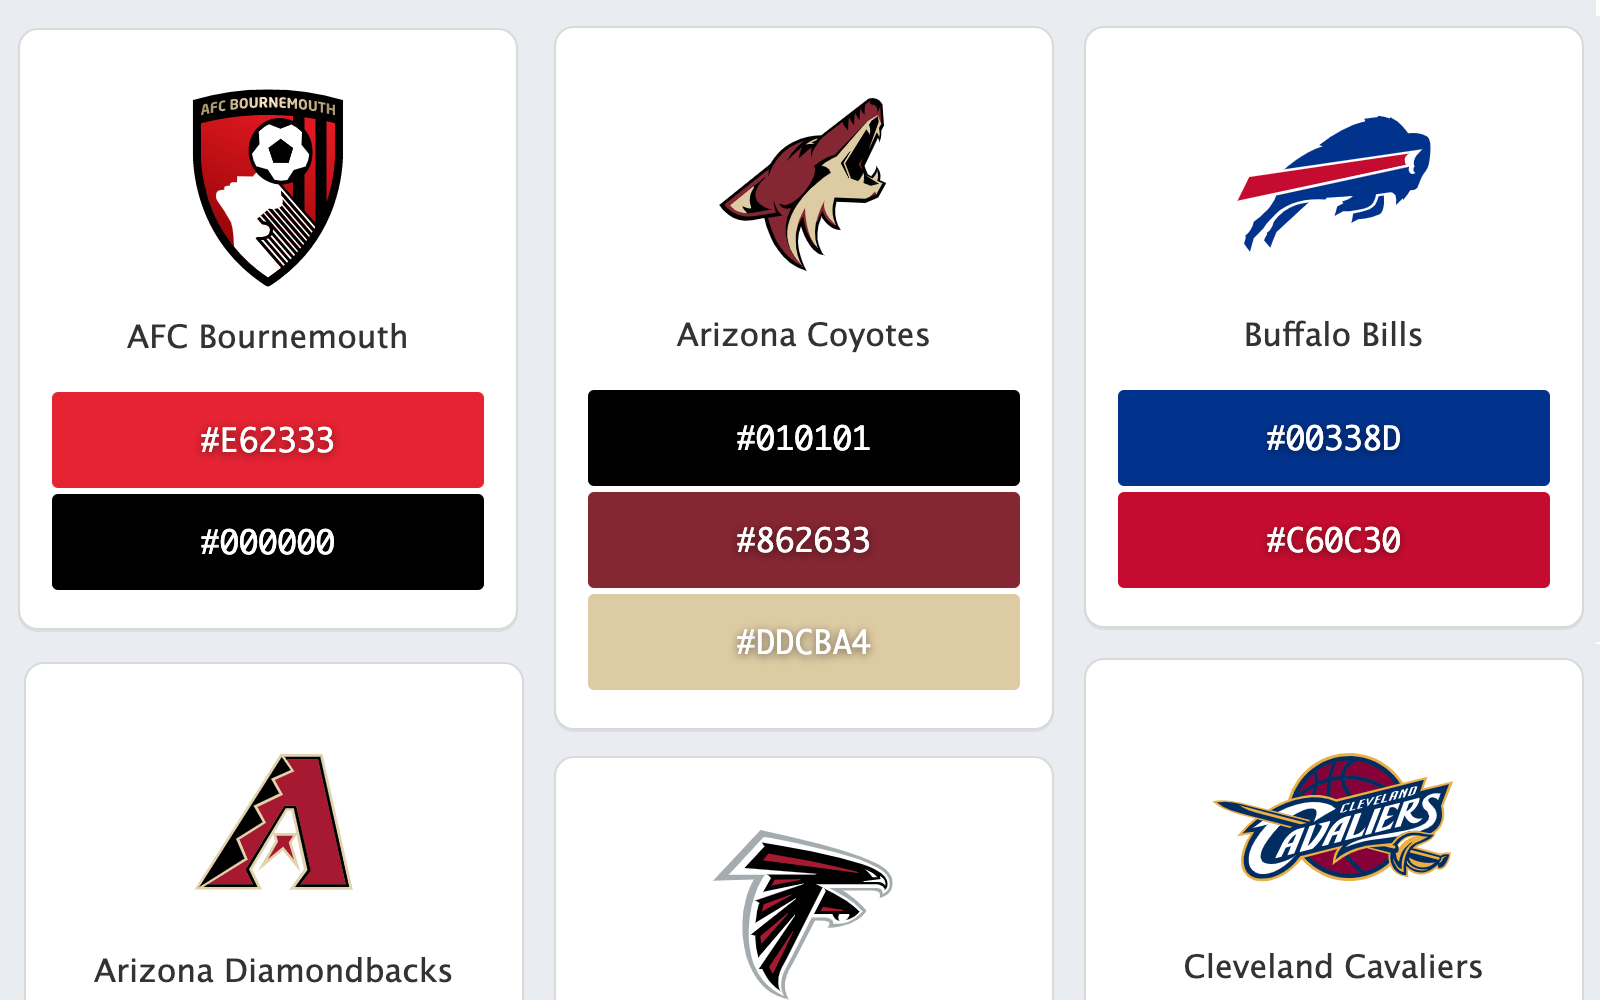 AFC BOURNEMOUTH
AFC Bournemouth
#E62333
#000000
Arizona Coyotes
#010101
#862633
#DDCBA4
Buffalo Bills
#00338D
#C60C30
A
Arizona Diamondbacks
CLEVELAND
CAVALIERS
Cleveland Cavaliers